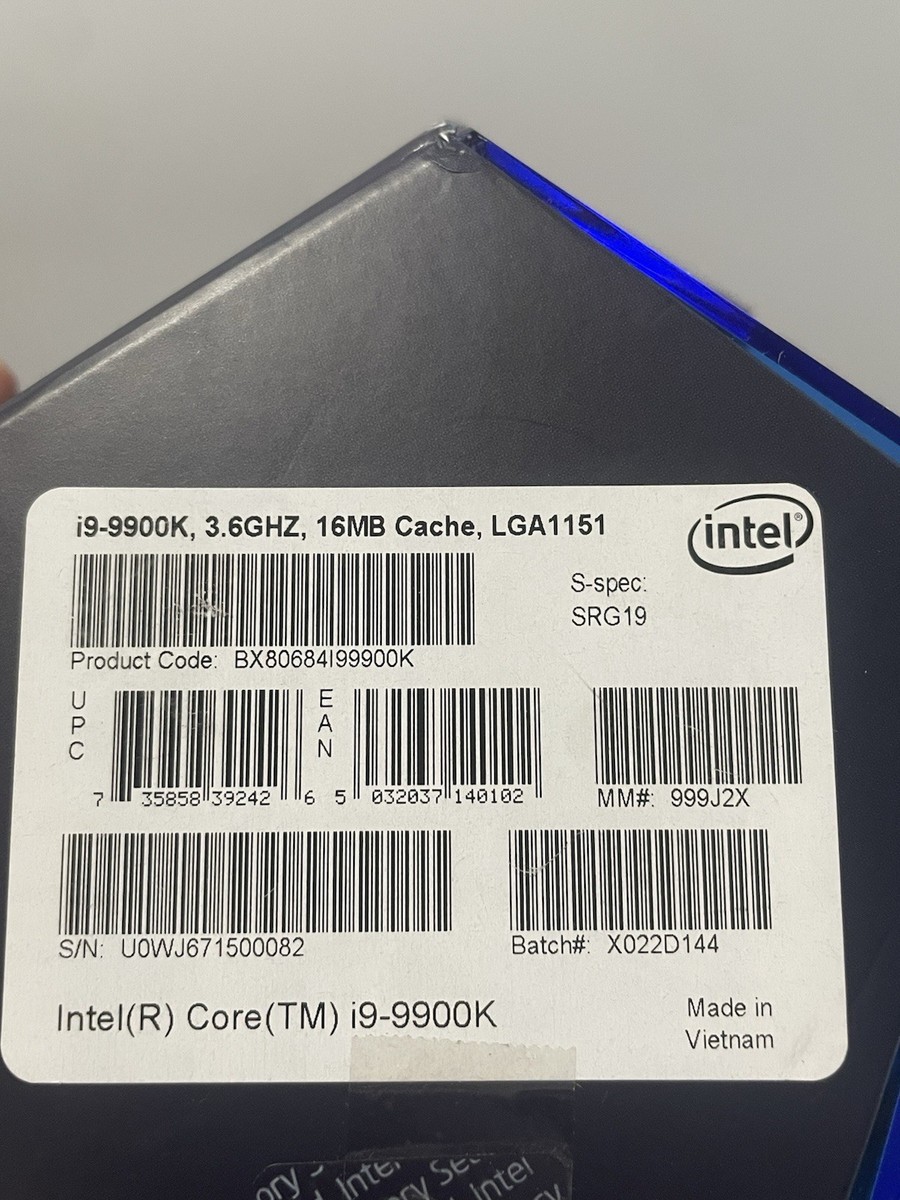 i9-9900K, 3.6GHZ, 16MB Cache, LGA1151
intel®
S-spec:
SRG19
Product Code: BX80684I99900K
UPC
7 35858 39242 6
EAN
5 032037 140102
MM#: 999J2X
S/N: U0WJ671500082
Batch#: X022D144
Intel(R) Core(TM) i9-9900K
Made in
Vietnam
Intel